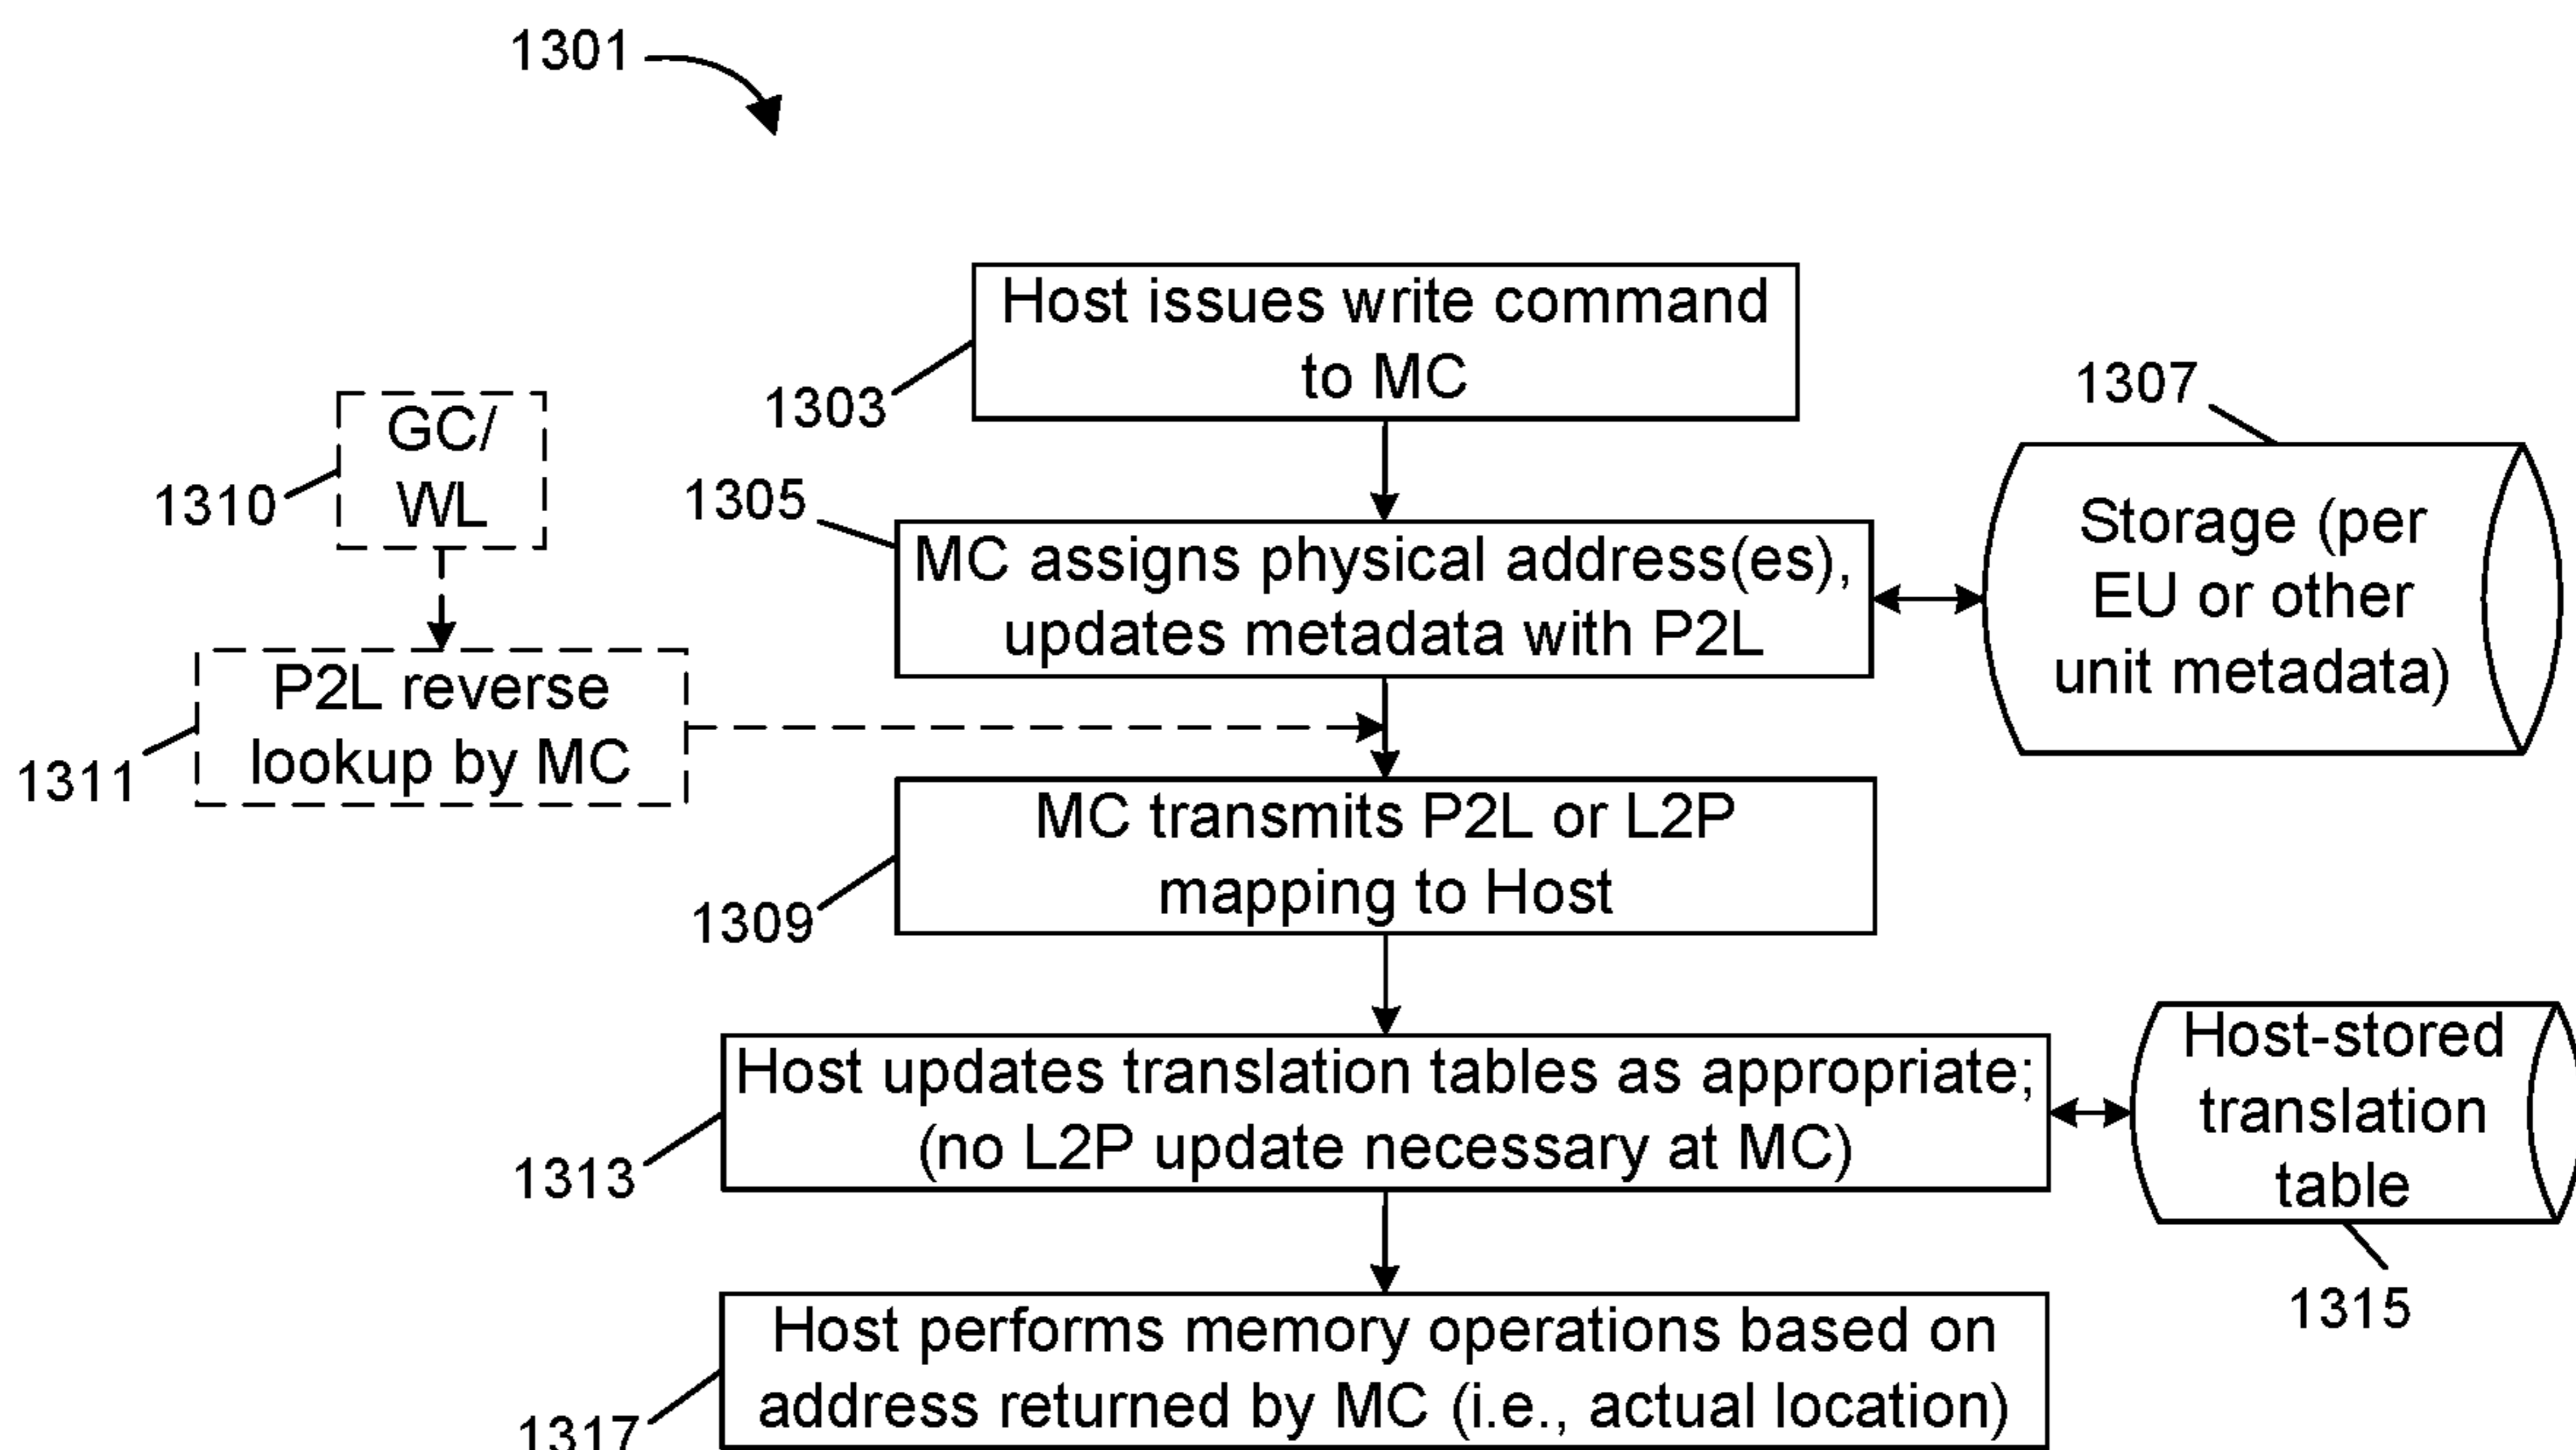 1301
Host issues write command
to MC
1303
1307
GC/
WL
1310
1305
MC assigns physical address(es),
updates metadata with P2L
Storage (per
EU or other
unit metadata)
P2L reverse
lookup by MC
1311
MC transmits P2L or L2P
mapping to Host
1309
Host updates translation tables as appropriate;
(no L2P update necessary at MC)
1313
Host-stored
translation
table
1315
Host performs memory operations based on
address returned by MC (i.e., actual location)
1317